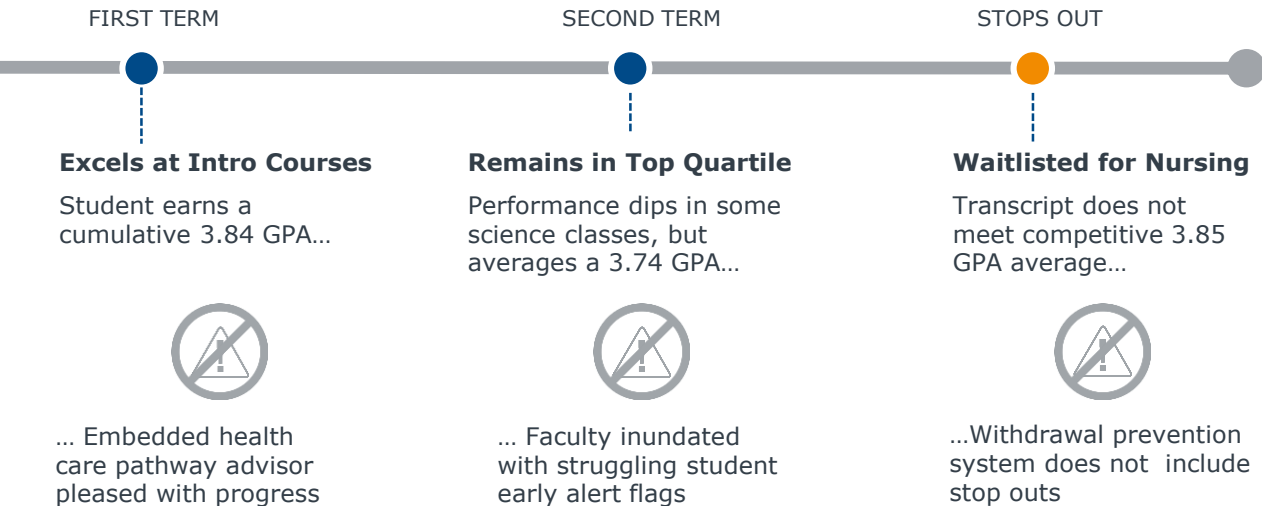 FIRST TERM
SECOND TERM
STOPS OUT
Excels at Intro Courses
Student earns a
cumulative 3.84 GPA…
… Embedded health
care pathway advisor
pleased with progress
Remains in Top Quartile
Performance dips in some
science classes, but
averages a 3.74 GPA…
… Faculty inundated
with struggling student
early alert flags
Waitlisted for Nursing
Transcript does not
meet competitive 3.85
GPA average…
…Withdrawal prevention
system does not  include
stop outs